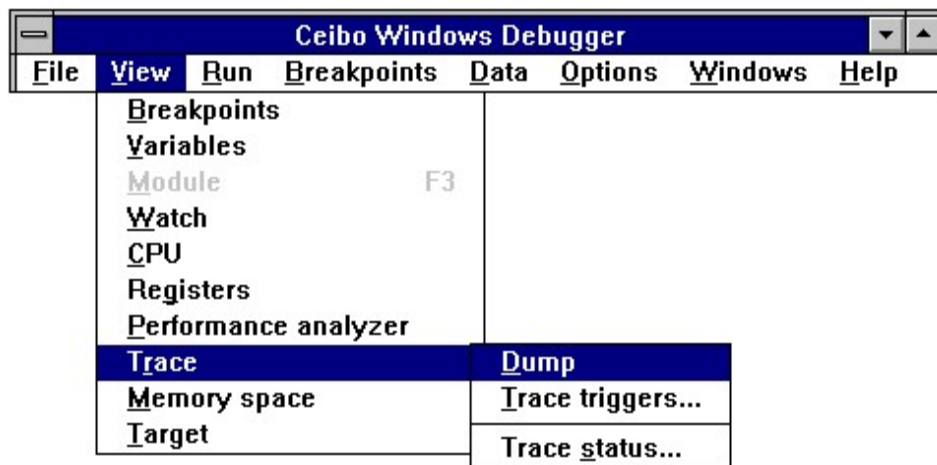 Ceibo Windows Debugger
File View Run Breakpoints Data Options Windows Help
Breakpoints
Variables
Module F3
Watch
CPU
Registers
Performance analyzer
Trace
Memory space
Target
Dump
Trace triggers...
Trace status...